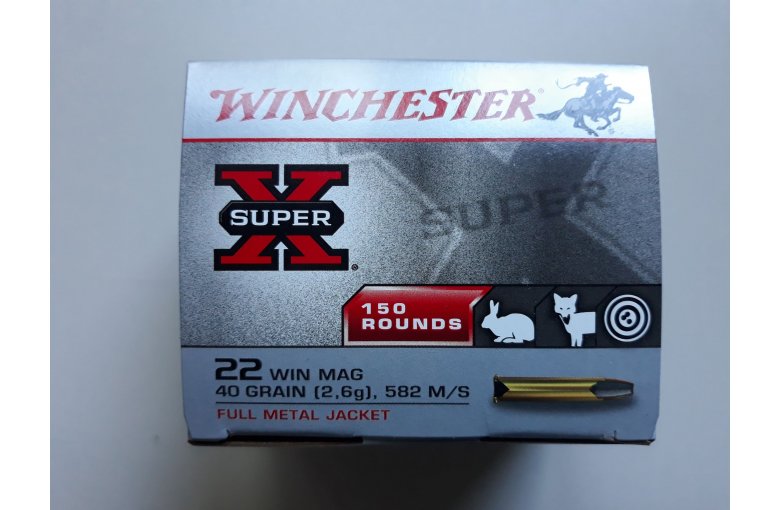 WINCHESTER
SUPER X
®
SUPER
150
ROUNDS
22 WIN MAG
40 GRAIN (2,6g), 582 M/S
FULL METAL JACKET